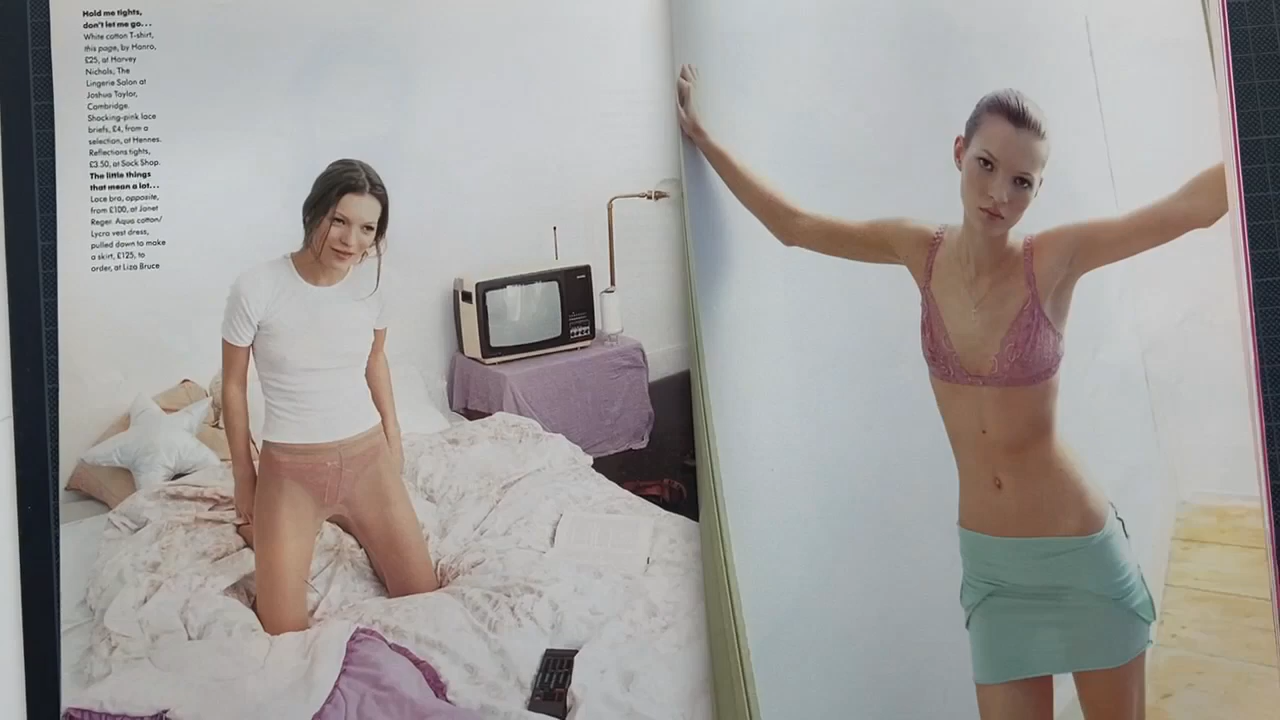 Hold me tights,
don't let me go...
White cotton T-shirt,
this page, by Hanro,
£25, at Harvey
Nichols, The
Lingerie Salon at
Joshua Taylor,
Cambridge.
Shocking-pink lace
briefs, £4, from a
selection, at Hennes.
Reflections tights,
£3.50, at Sock Shop.
The little things
that mean a lot...
Lace bra, opposite,
from £100, at Janet
Reger. Aqua cotton/
Lycra vest dress,
pulled down to make
a skirt, £125, to
order, at Liza Bruce